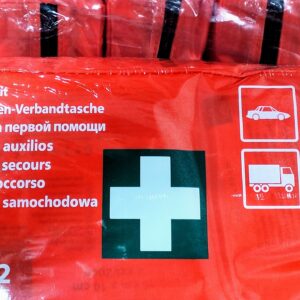 it
en-Verbandtasche
первой помощи
auxilios
secours
occorso
samochodowa
2